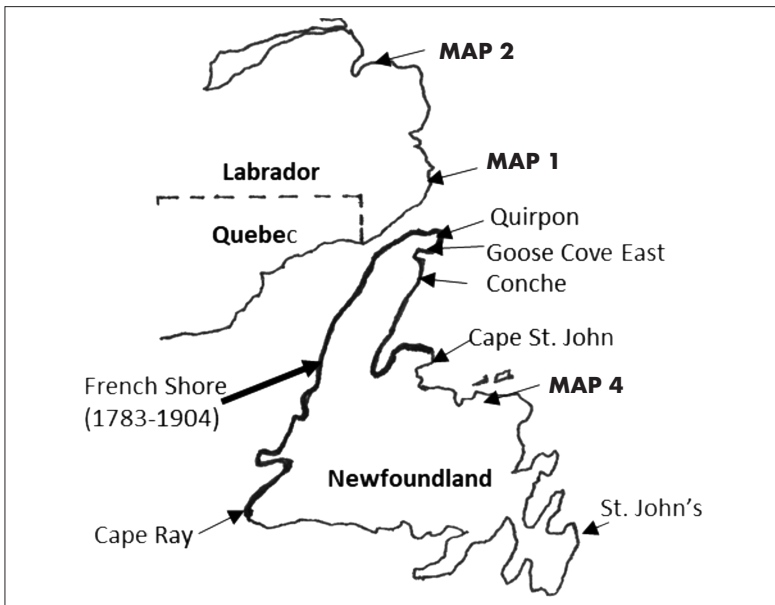 MAP 2
MAP 1
Labrador
Quebec
Quirpon
Goose Cove East
Conche
Cape St. John
French Shore
(1783-1904)
MAP 4
Newfoundland
St. John's
Cape Ray